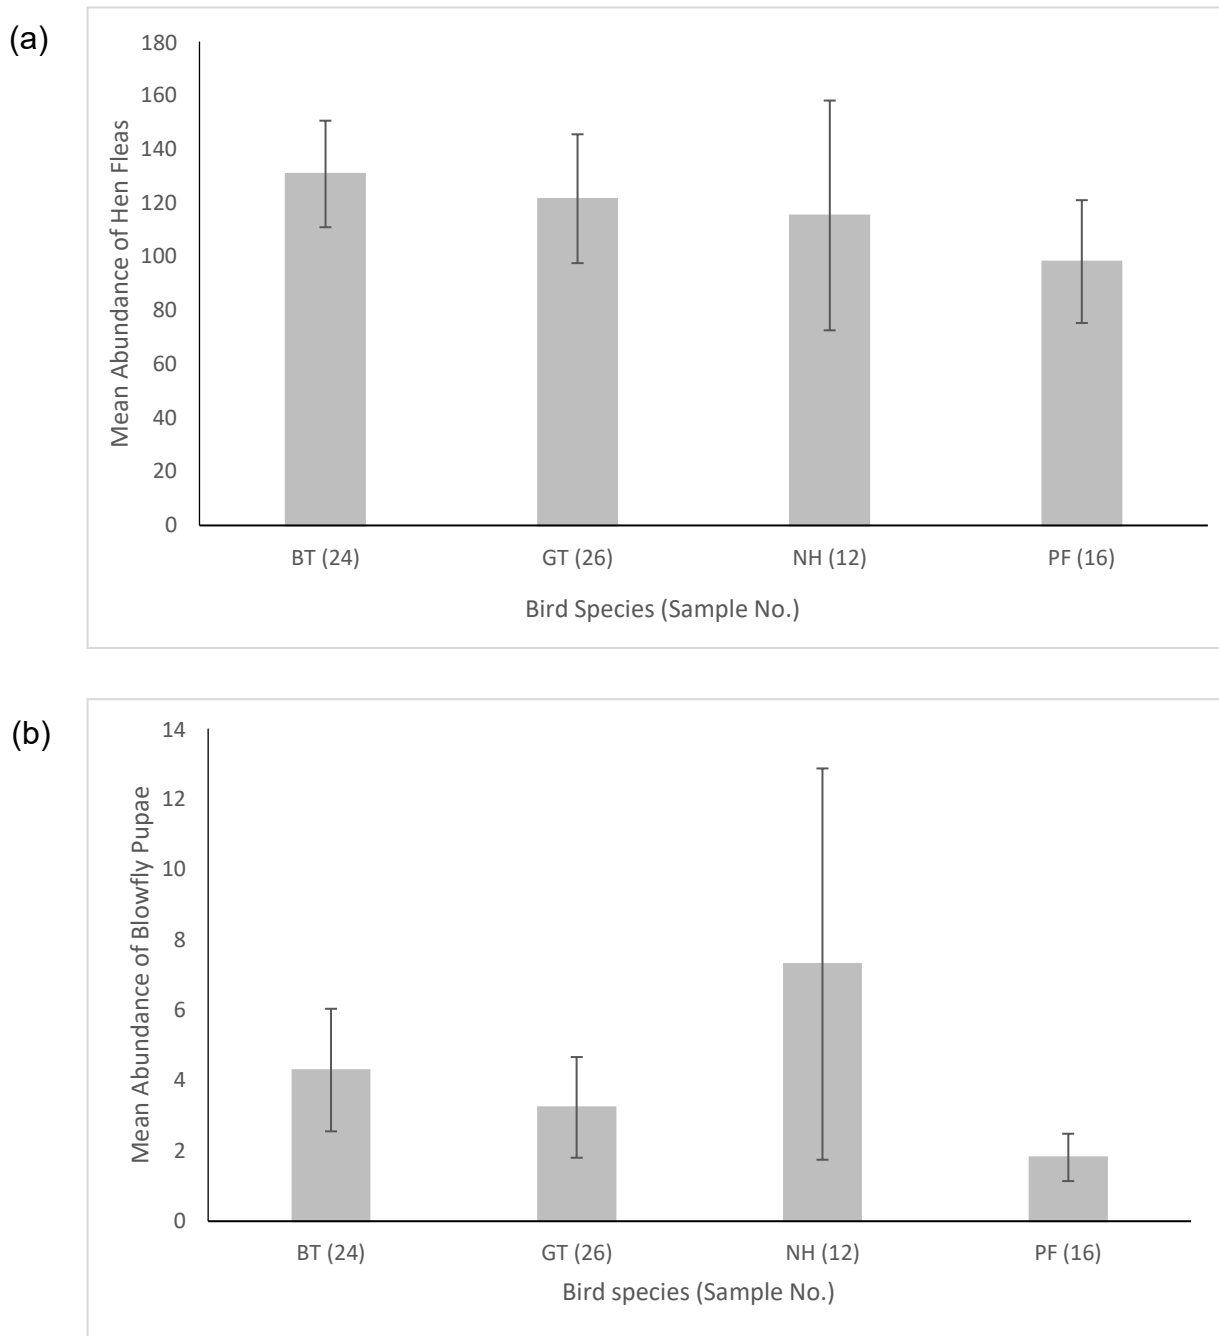 (a)
Mean Abundance of Hen Fleas
180
160
140
120
100
80
60
40
20
0
BT (24) GT (26) NH (12) PF (16)
Bird Species (Sample No.)
(b)
Mean Abundance of Blowfly Pupae
14
12
10
8
6
4
2
0
BT (24) GT (26) NH (12) PF (16)
Bird species (Sample No.)